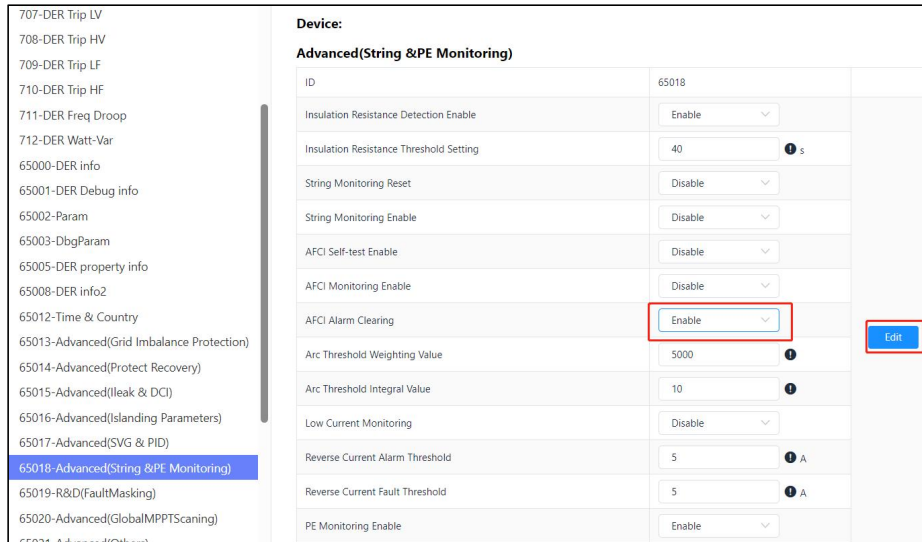 707-DER Trip LV
708-DER Trip HV
709-DER Trip LF
710-DER Trip HF
711-DER Freq Droop
712-DER Watt-Var
65000-DER info
65001-DER Debug info
65002-Param
65003-DbgParam
65005-DER property info
65008-DER info2
65012-Time & Country
65013-Advanced(Grid Imbalance Protection)
65014-Advanced(Protect Recovery)
65015-Advanced(Ileak & DCI)
65016-Advanced(Islanding Parameters)
65017-Advanced(SVG & PID)
65018-Advanced(String &PE Monitoring)
65019-R&D(FaultMasking)
65020-Advanced(GlobalMPPTScaning)
Device:
Advanced(String &PE Monitoring)
ID 65018
Insulation Resistance Detection Enable Enable
Insulation Resistance Threshold Setting 40 s
String Monitoring Reset Disable
String Monitoring Enable Disable
AFCI Self-test Enable Disable
AFCI Monitoring Enable Disable
AFCI Alarm Clearing Enable
Edit
Arc Threshold Weighting Value 5000
Arc Threshold Integral Value 10
Low Current Monitoring Disable
Reverse Current Alarm Threshold 5 A
Reverse Current Fault Threshold 5 A
PE Monitoring Enable Enable